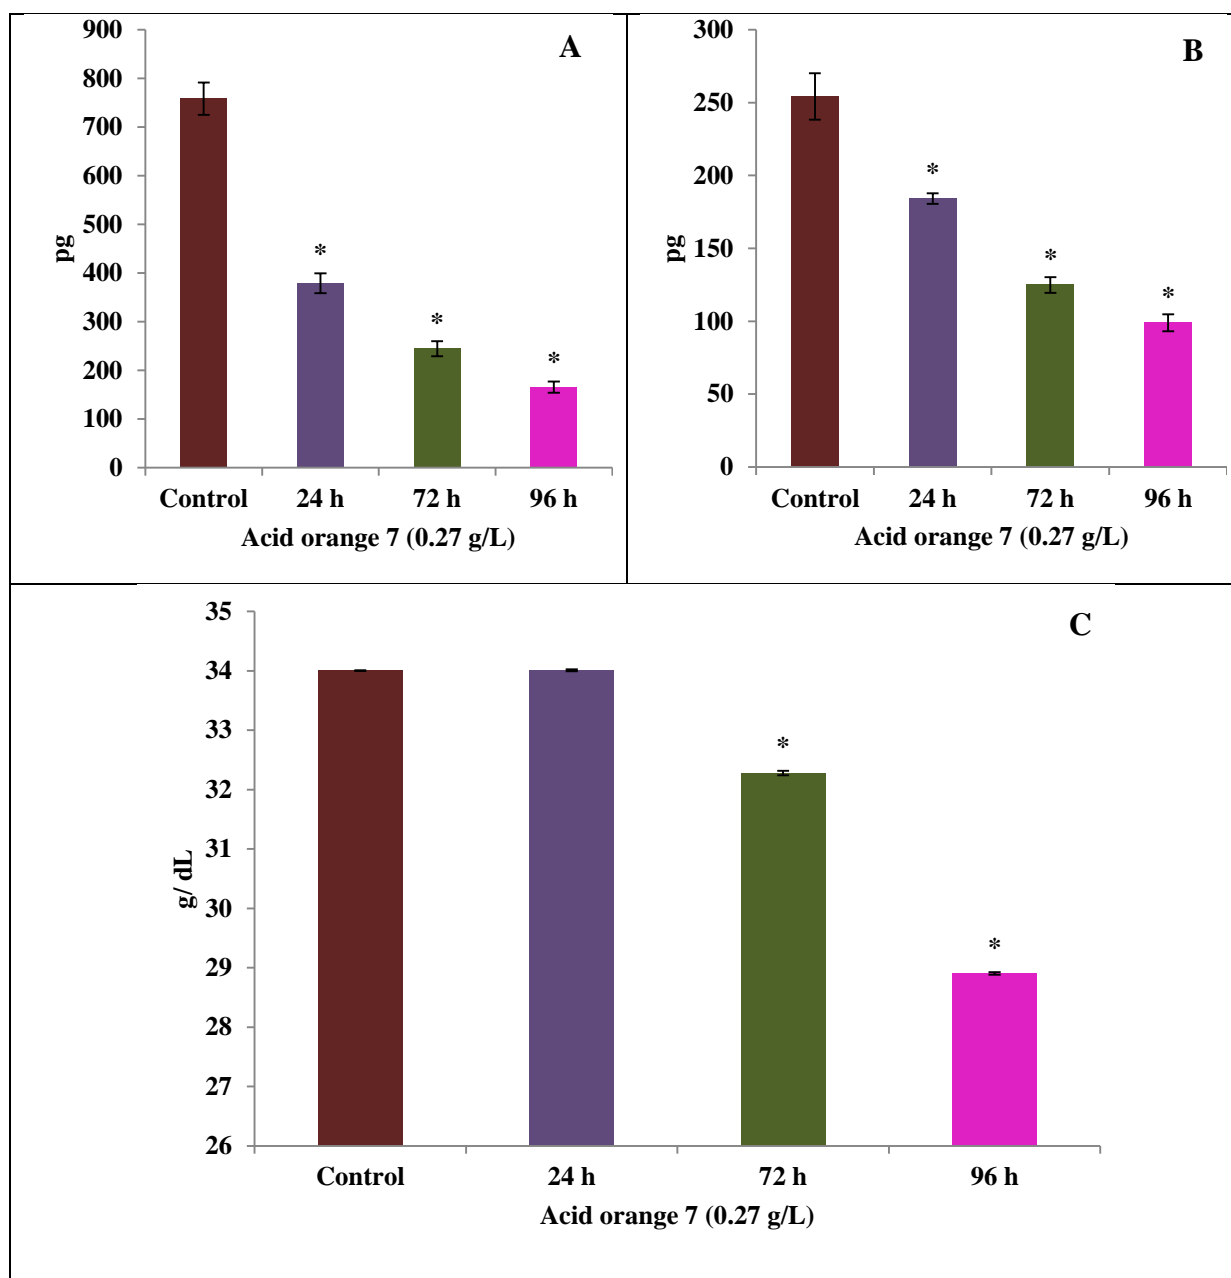 A
900
800
700
600
500
400
300
200
100
0
pg
*
*
*
Control 24 h 72 h 96 h
Acid orange 7 (0.27 g/L)
B
300
250
200
150
100
50
0
pg
*
*
*
Control 24 h 72 h 96 h
Acid orange 7 (0.27 g/L)
C
35
34
33
32
31
30
29
28
27
26
g/ dL
*
*
Control 24 h 72 h 96 h
Acid orange 7 (0.27 g/L)